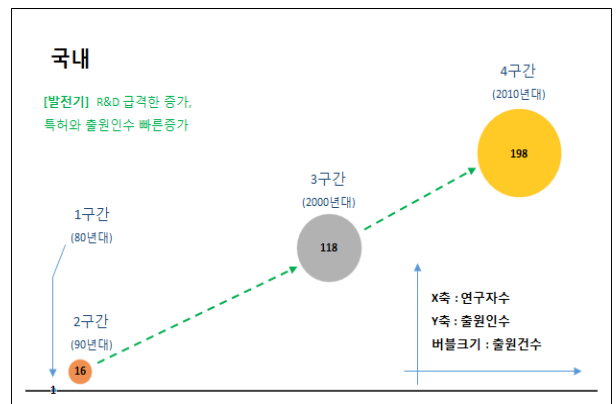 국내
[발전기] R&D 급격한 증가,
특허와 출원인수 빠른증가
4구간
(2010년대)
198
3구간
(2000년대)
118
1구간
(80년대)
2구간
(90년대)
16
1
X축 : 연구자수
Y축 : 출원인수
버블크기 : 출원건수